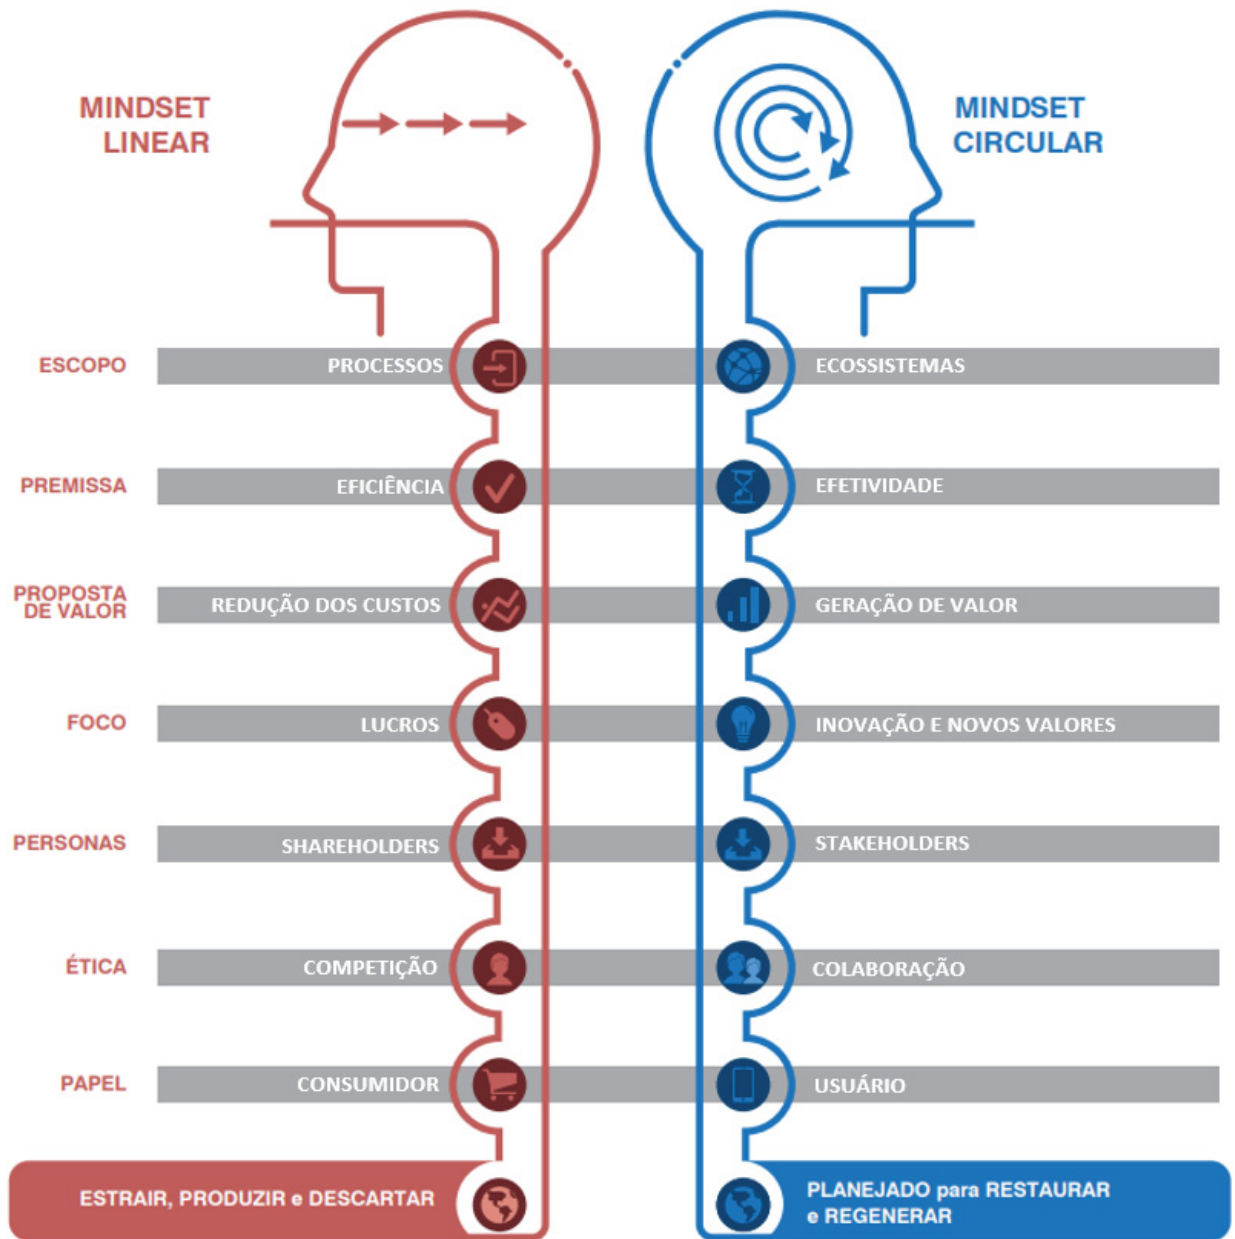 MINDSET
LINEAR
MINDSET
CIRCULAR
ESCOPO PROCESSOS ECOSSISTEMAS
PREMISSA EFICIÊNCIA EFETIVIDADE
PROPOSTA
DE VALOR REDUÇÃO DOS CUSTOS GERAÇÃO DE VALOR
FOCO LUCROS INOVAÇÃO E NOVOS VALORES
PERSONAS SHAREHOLDERS STAKEHOLDERS
ÉTICA COMPETIÇÃO COLABORAÇÃO
PAPEL CONSUMIDOR USUÁRIO
ESTRAIR, PRODUZIR e DESCARTAR
PLANEJADO para RESTAURAR
e REGENERAR